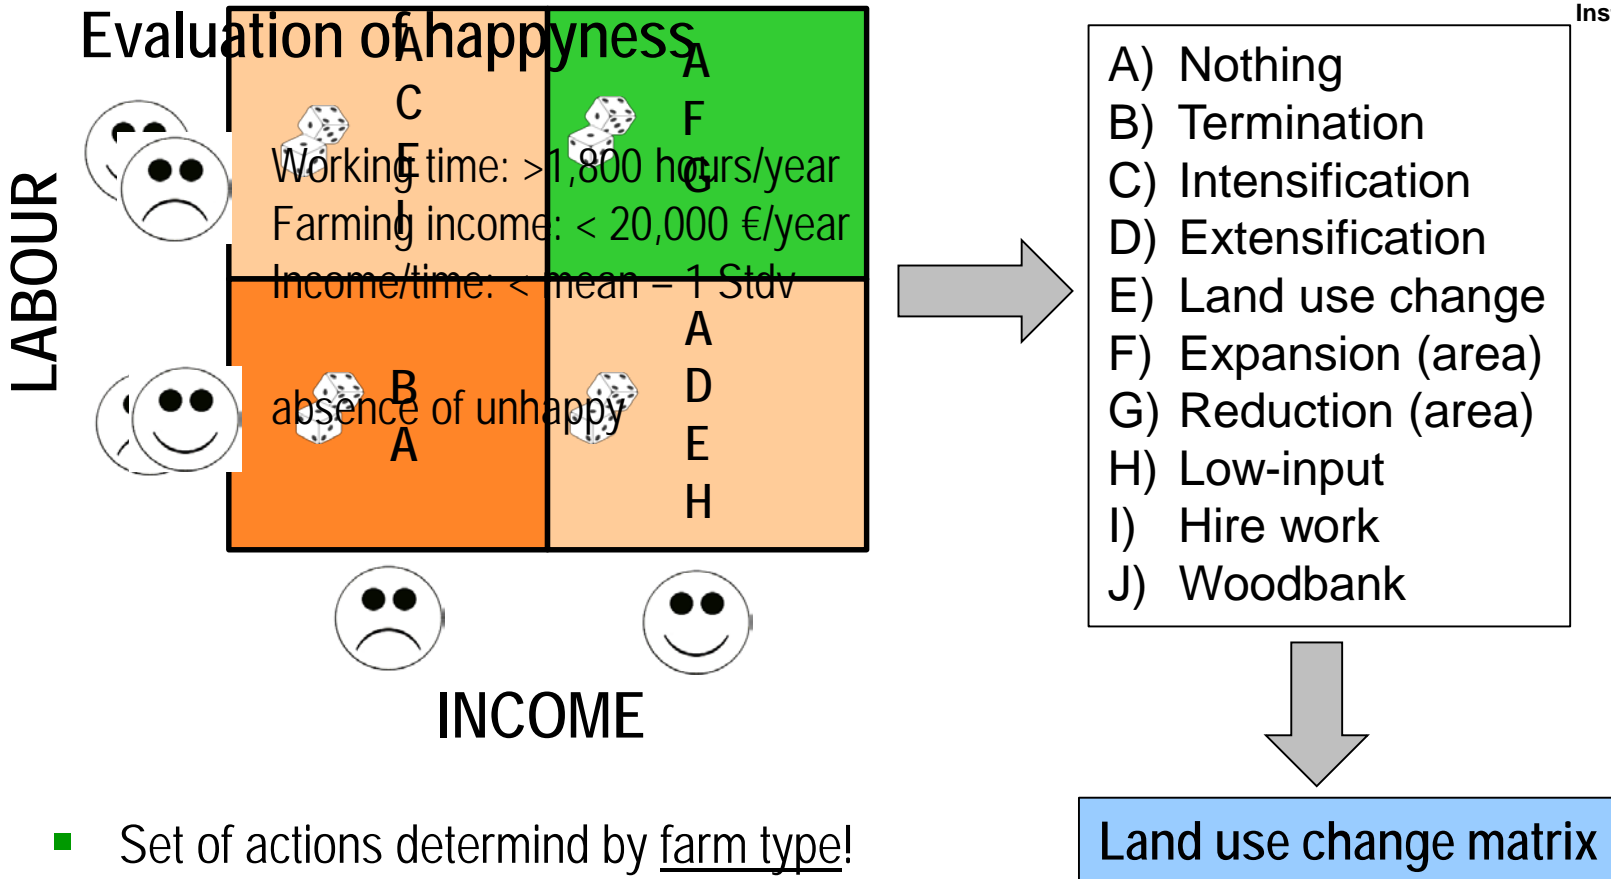 Ins
Evaluation of happyness
LABOUR
A
C
E
I
A
F
G
Working time: >1,800 hours/year
Farming income: < 20,000 €/year
Income/time: < mean – 1 Stdv
B
A
A
D
E
H
absence of unhappy
INCOME
A) Nothing
B) Termination
C) Intensification
D) Extensification
E) Land use change
F) Expansion (area)
G) Reduction (area)
H) Low-input
I) Hire work
J) Woodbank
Set of actions determind by farm type!
Land use change matrix